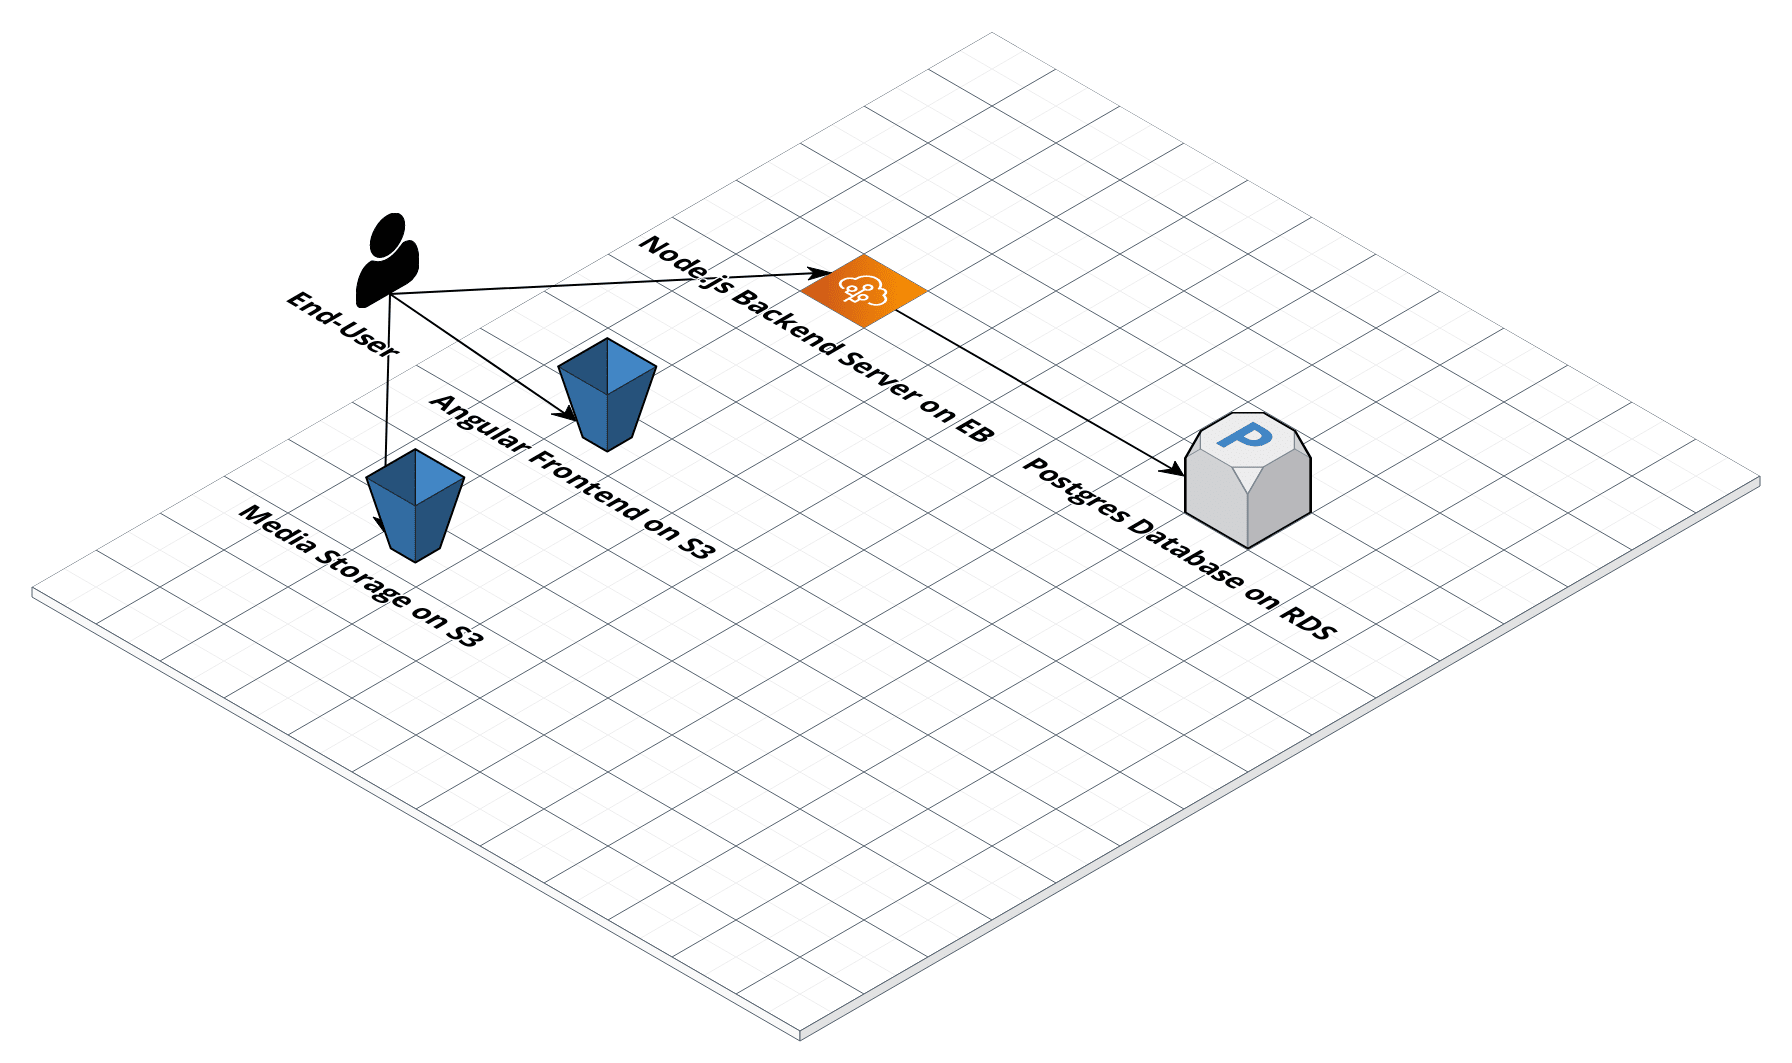 End-User
Node.js Backend Server on EB
Angular Frontend on S3
Media Storage on S3
Postgres Database on RDS
P